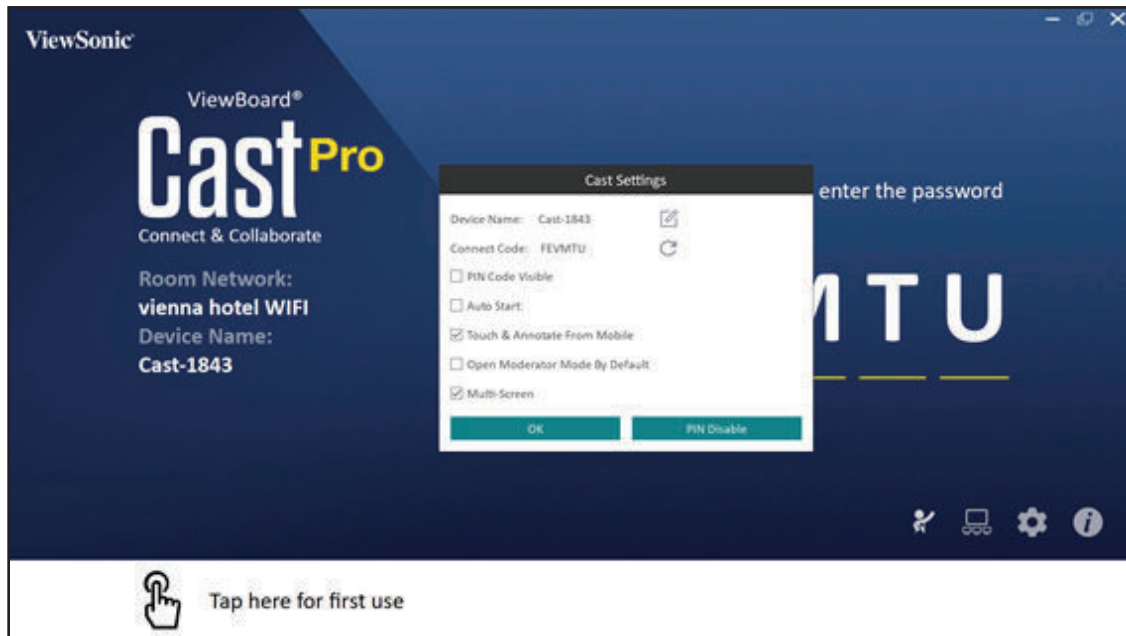 ViewSonic
ViewBoard®
Cast Pro
Connect & Collaborate
Room Network:
vienna hotel WIFI
Device Name:
Cast-1843
Cast Settings
Device Name: Cast-1843
Connect Code: FEVMTU
PIN Code Visible
Auto Start
Touch & Annotate From Mobile
Open Moderator Mode By Default
Multi-Screen
OK
PIN Disable
enter the password
M T U
Tap here for first use